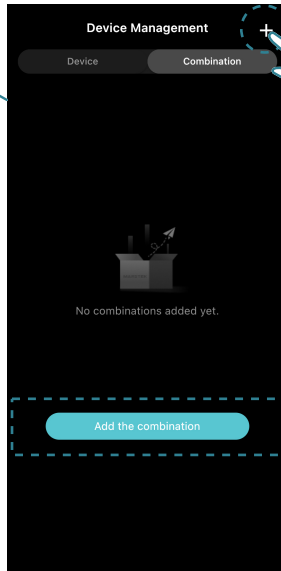 Device Management
Device
Combination
No combinations added yet.
Add the combination